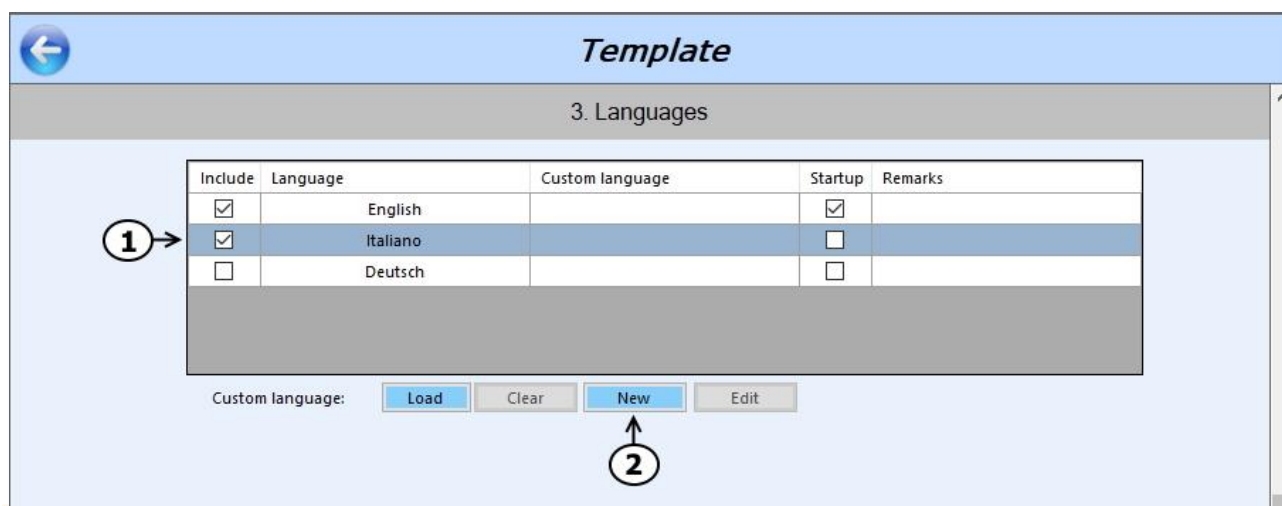 Template
3. Languages
Include Language Custom language Startup Remarks
English
1 Italiano
Deutsch
Custom language: Load Clear New Edit
2